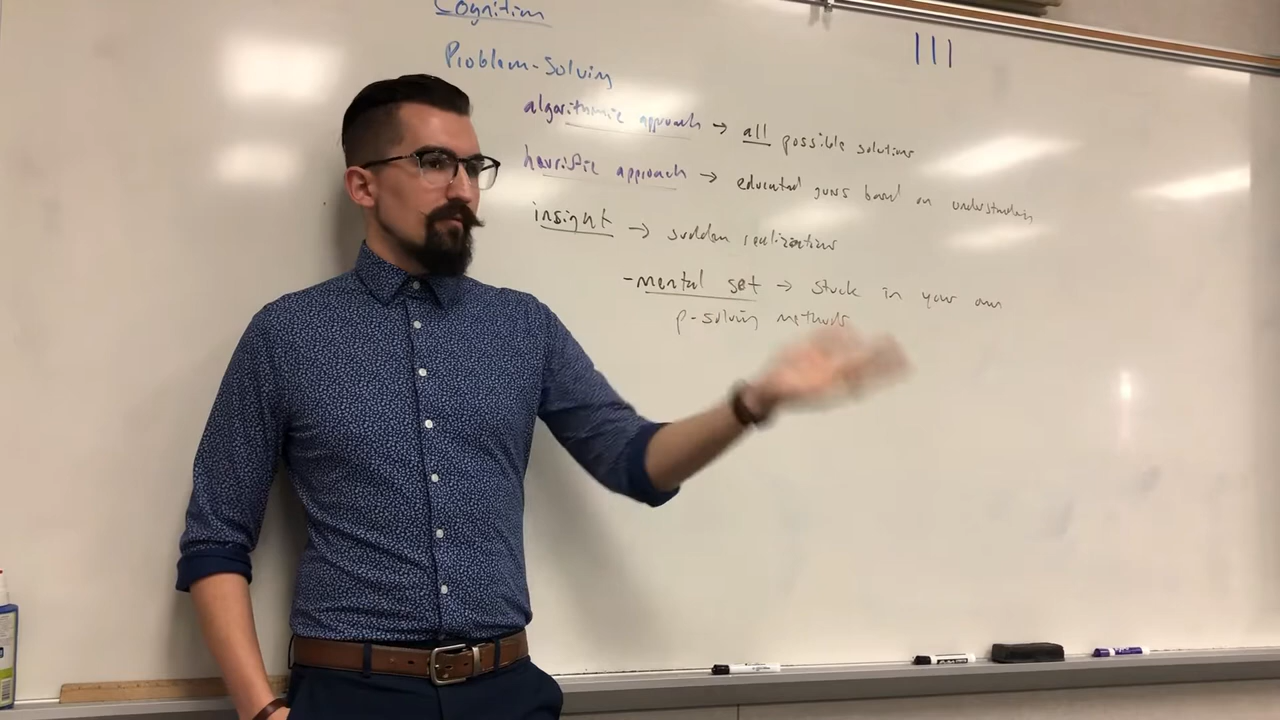 Cognition
III
Problem-Solving
algorithmic approach → all possible solutions
heuristic approach → educated guess based on understanding
insight → sudden realizations
-mental set → stuck in your own
p-solving methods